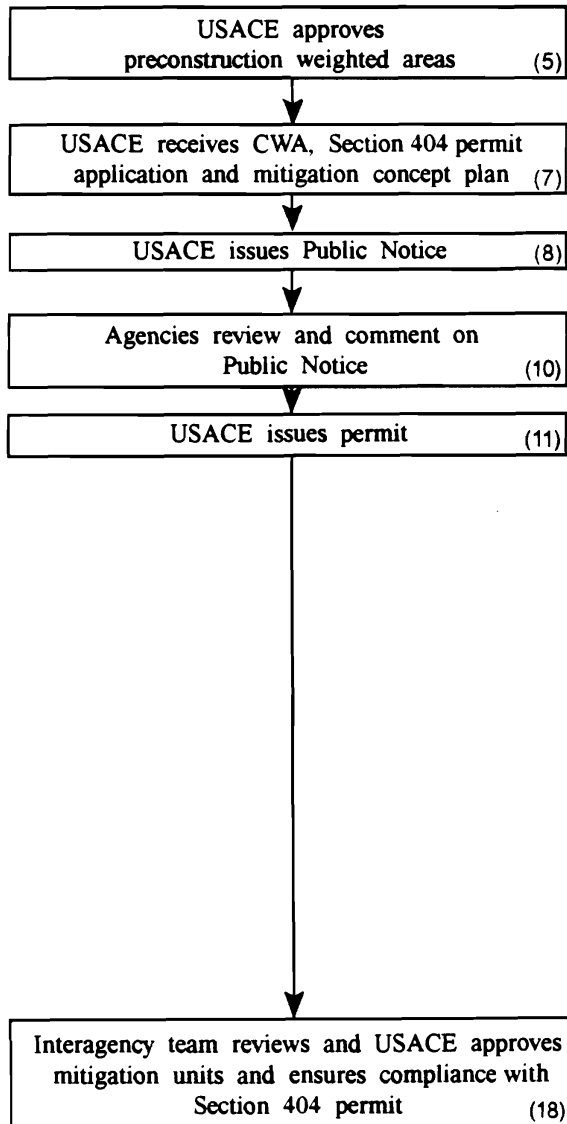 USACE approves
preconstruction weighted areas (5)
USACE receives CWA, Section 404 permit
application and mitigation concept plan (7)
USACE issues Public Notice (8)
Agencies review and comment on
Public Notice (10)
USACE issues permit (11)
Interagency team reviews and USACE approves
mitigation units and ensures compliance with
Section 404 permit (18)